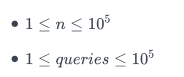 • 1 ≤ n ≤ 10⁵
• 1 ≤ queries ≤ 10⁵